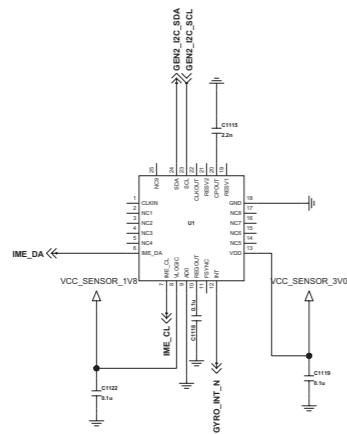 GEN2_I2C_SDA
GEN2_I2C_SCL
C1115
2.2n
25
24
23
22
21
20
19
NC9
SDA
SCL
CLKOUT
RESV2
CPOUT
RESV1
U1
1 CLKIN
2 NC1
3 NC2
4 NC3
5 NC4
6 IME_DA
GND 18
NC8 17
NC7 16
NC6 15
NC5 14
VDD 13
IME_DA
IME_CL
VLOGIC
AD0
REGOUT
FSYNC
INT
7
8
9
10
11
12
VCC_SENSOR_1V8
VCC_SENSOR_3V0
0.1u
C1118
IME_CL
GYRO_INT_N
C1122
0.1u
C1119
0.1u